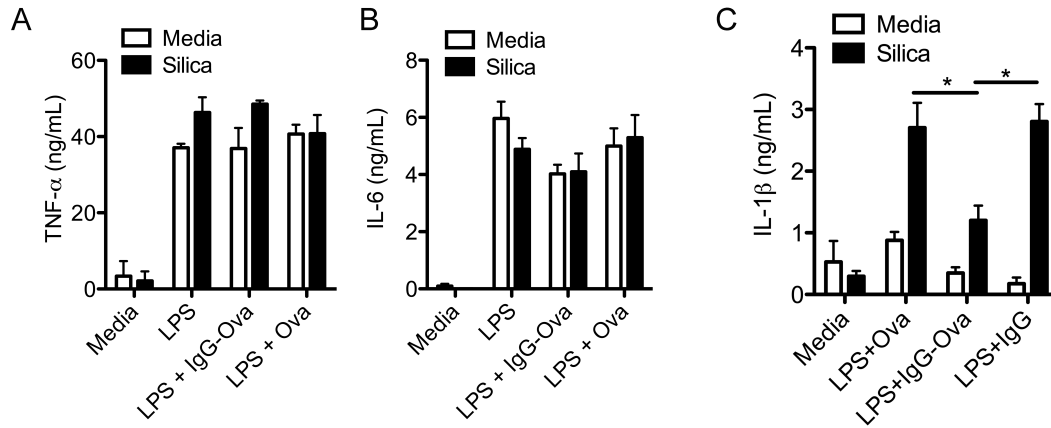 A
Media
Silica
TNF-α (ng/mL)
60
40
20
0
Media
LPS
LPS + IgG-Ova
LPS + Ova
B
Media
Silica
IL-6 (ng/mL)
8
6
4
2
0
Media
LPS
LPS + IgG-Ova
LPS + Ova
C
Media
Silica
IL-1β (ng/mL)
4
3
2
1
0
* *
Media
LPS+Ova
LPS+IgG-Ova
LPS+IgG